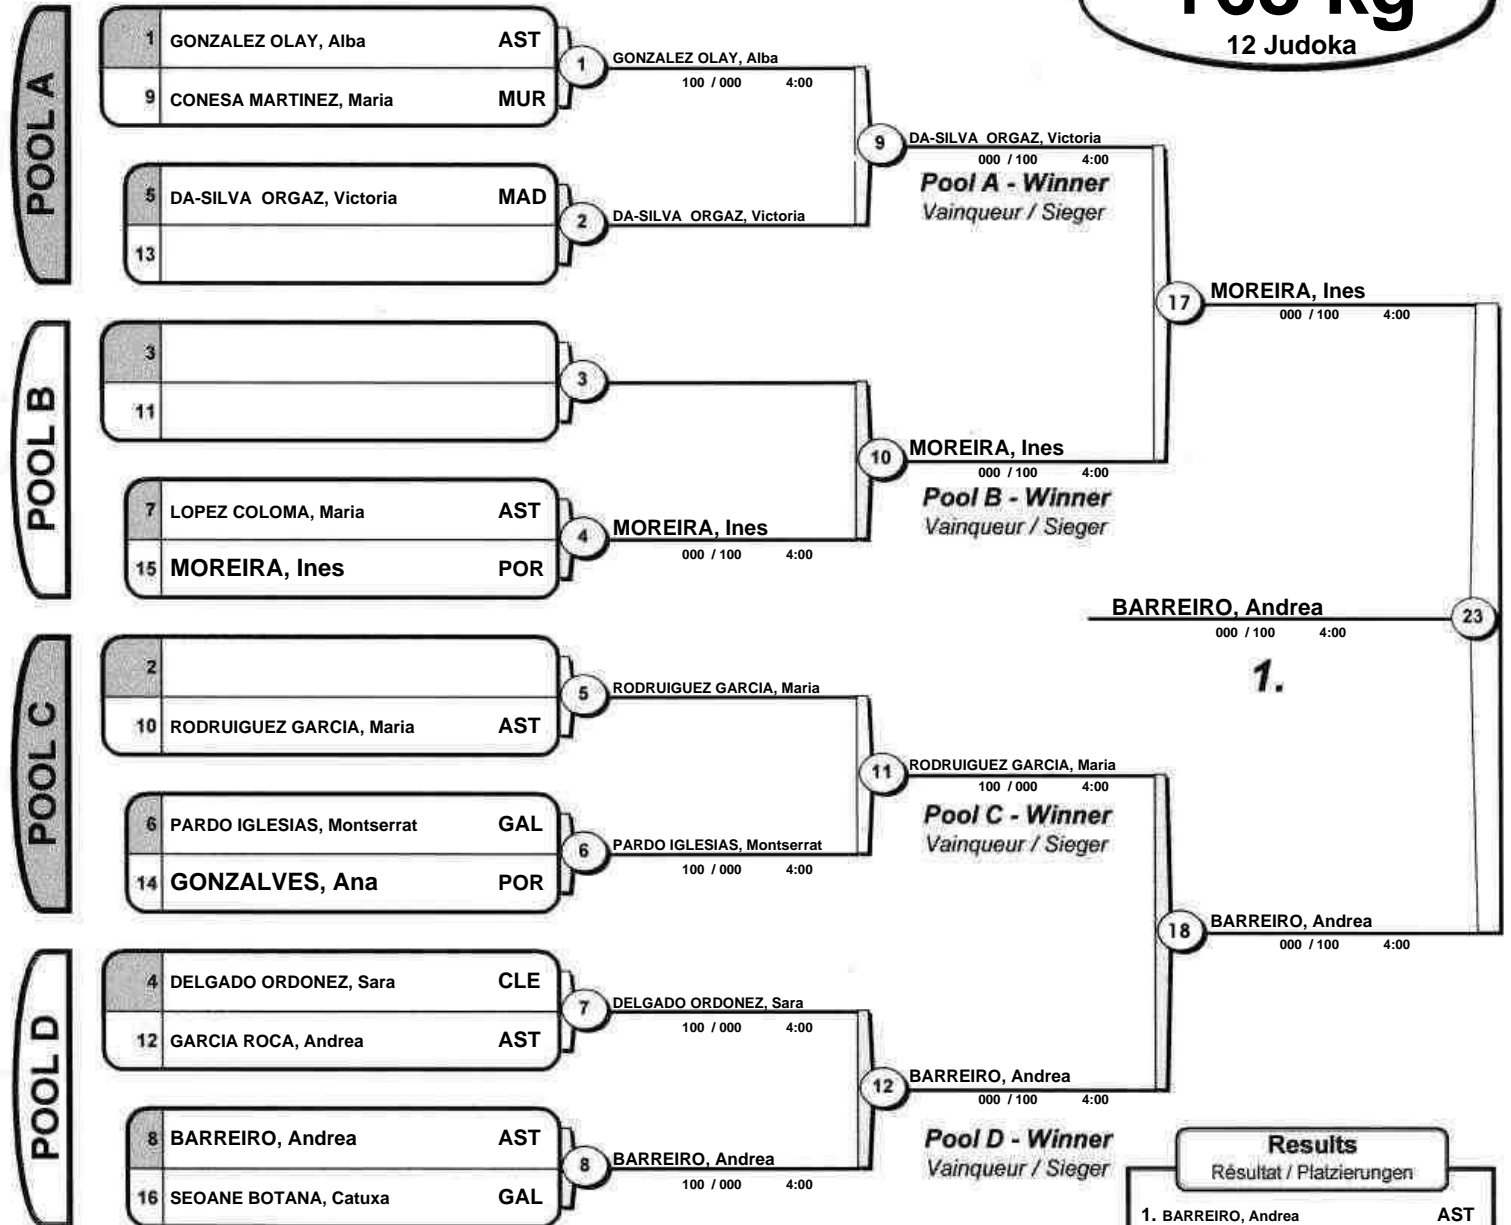 12 Judoka
POOL A
1 GONZALEZ OLAY, Alba AST
9 CONESA MARTINEZ, Maria MUR
1 GONZALEZ OLAY, Alba
100 / 000 4:00
5 DA-SILVA ORGAZ, Victoria MAD
13
2 DA-SILVA ORGAZ, Victoria
9 DA-SILVA ORGAZ, Victoria
000 / 100 4:00
Pool A - Winner
Vainqueur / Sieger
POOL B
3
11
3
7 LOPEZ COLOMA, Maria AST
15 MOREIRA, Ines POR
4 MOREIRA, Ines
000 / 100 4:00
10 MOREIRA, Ines
000 / 100 4:00
Pool B - Winner
Vainqueur / Sieger
17 MOREIRA, Ines
000 / 100 4:00
BARREIRO, Andrea 23
000 / 100 4:00
1.
POOL C
2
10 RODRUIGUEZ GARCIA, Maria AST
5 RODRUIGUEZ GARCIA, Maria
6 PARDO IGLESIAS, Montserrat GAL
14 GONZALVES, Ana POR
6 PARDO IGLESIAS, Montserrat
100 / 000 4:00
11 RODRUIGUEZ GARCIA, Maria
100 / 000 4:00
Pool C - Winner
Vainqueur / Sieger
18 BARREIRO, Andrea
000 / 100 4:00
POOL D
4 DELGADO ORDONEZ, Sara CLE
12 GARCIA ROCA, Andrea AST
7 DELGADO ORDONEZ, Sara
100 / 000 4:00
8 BARREIRO, Andrea AST
16 SEOANE BOTANA, Catuxa GAL
8 BARREIRO, Andrea
100 / 000 4:00
12 BARREIRO, Andrea
000 / 100 4:00
Pool D - Winner
Vainqueur / Sieger
Results
Résultat / Platzierungen
1. BARREIRO, Andrea AST